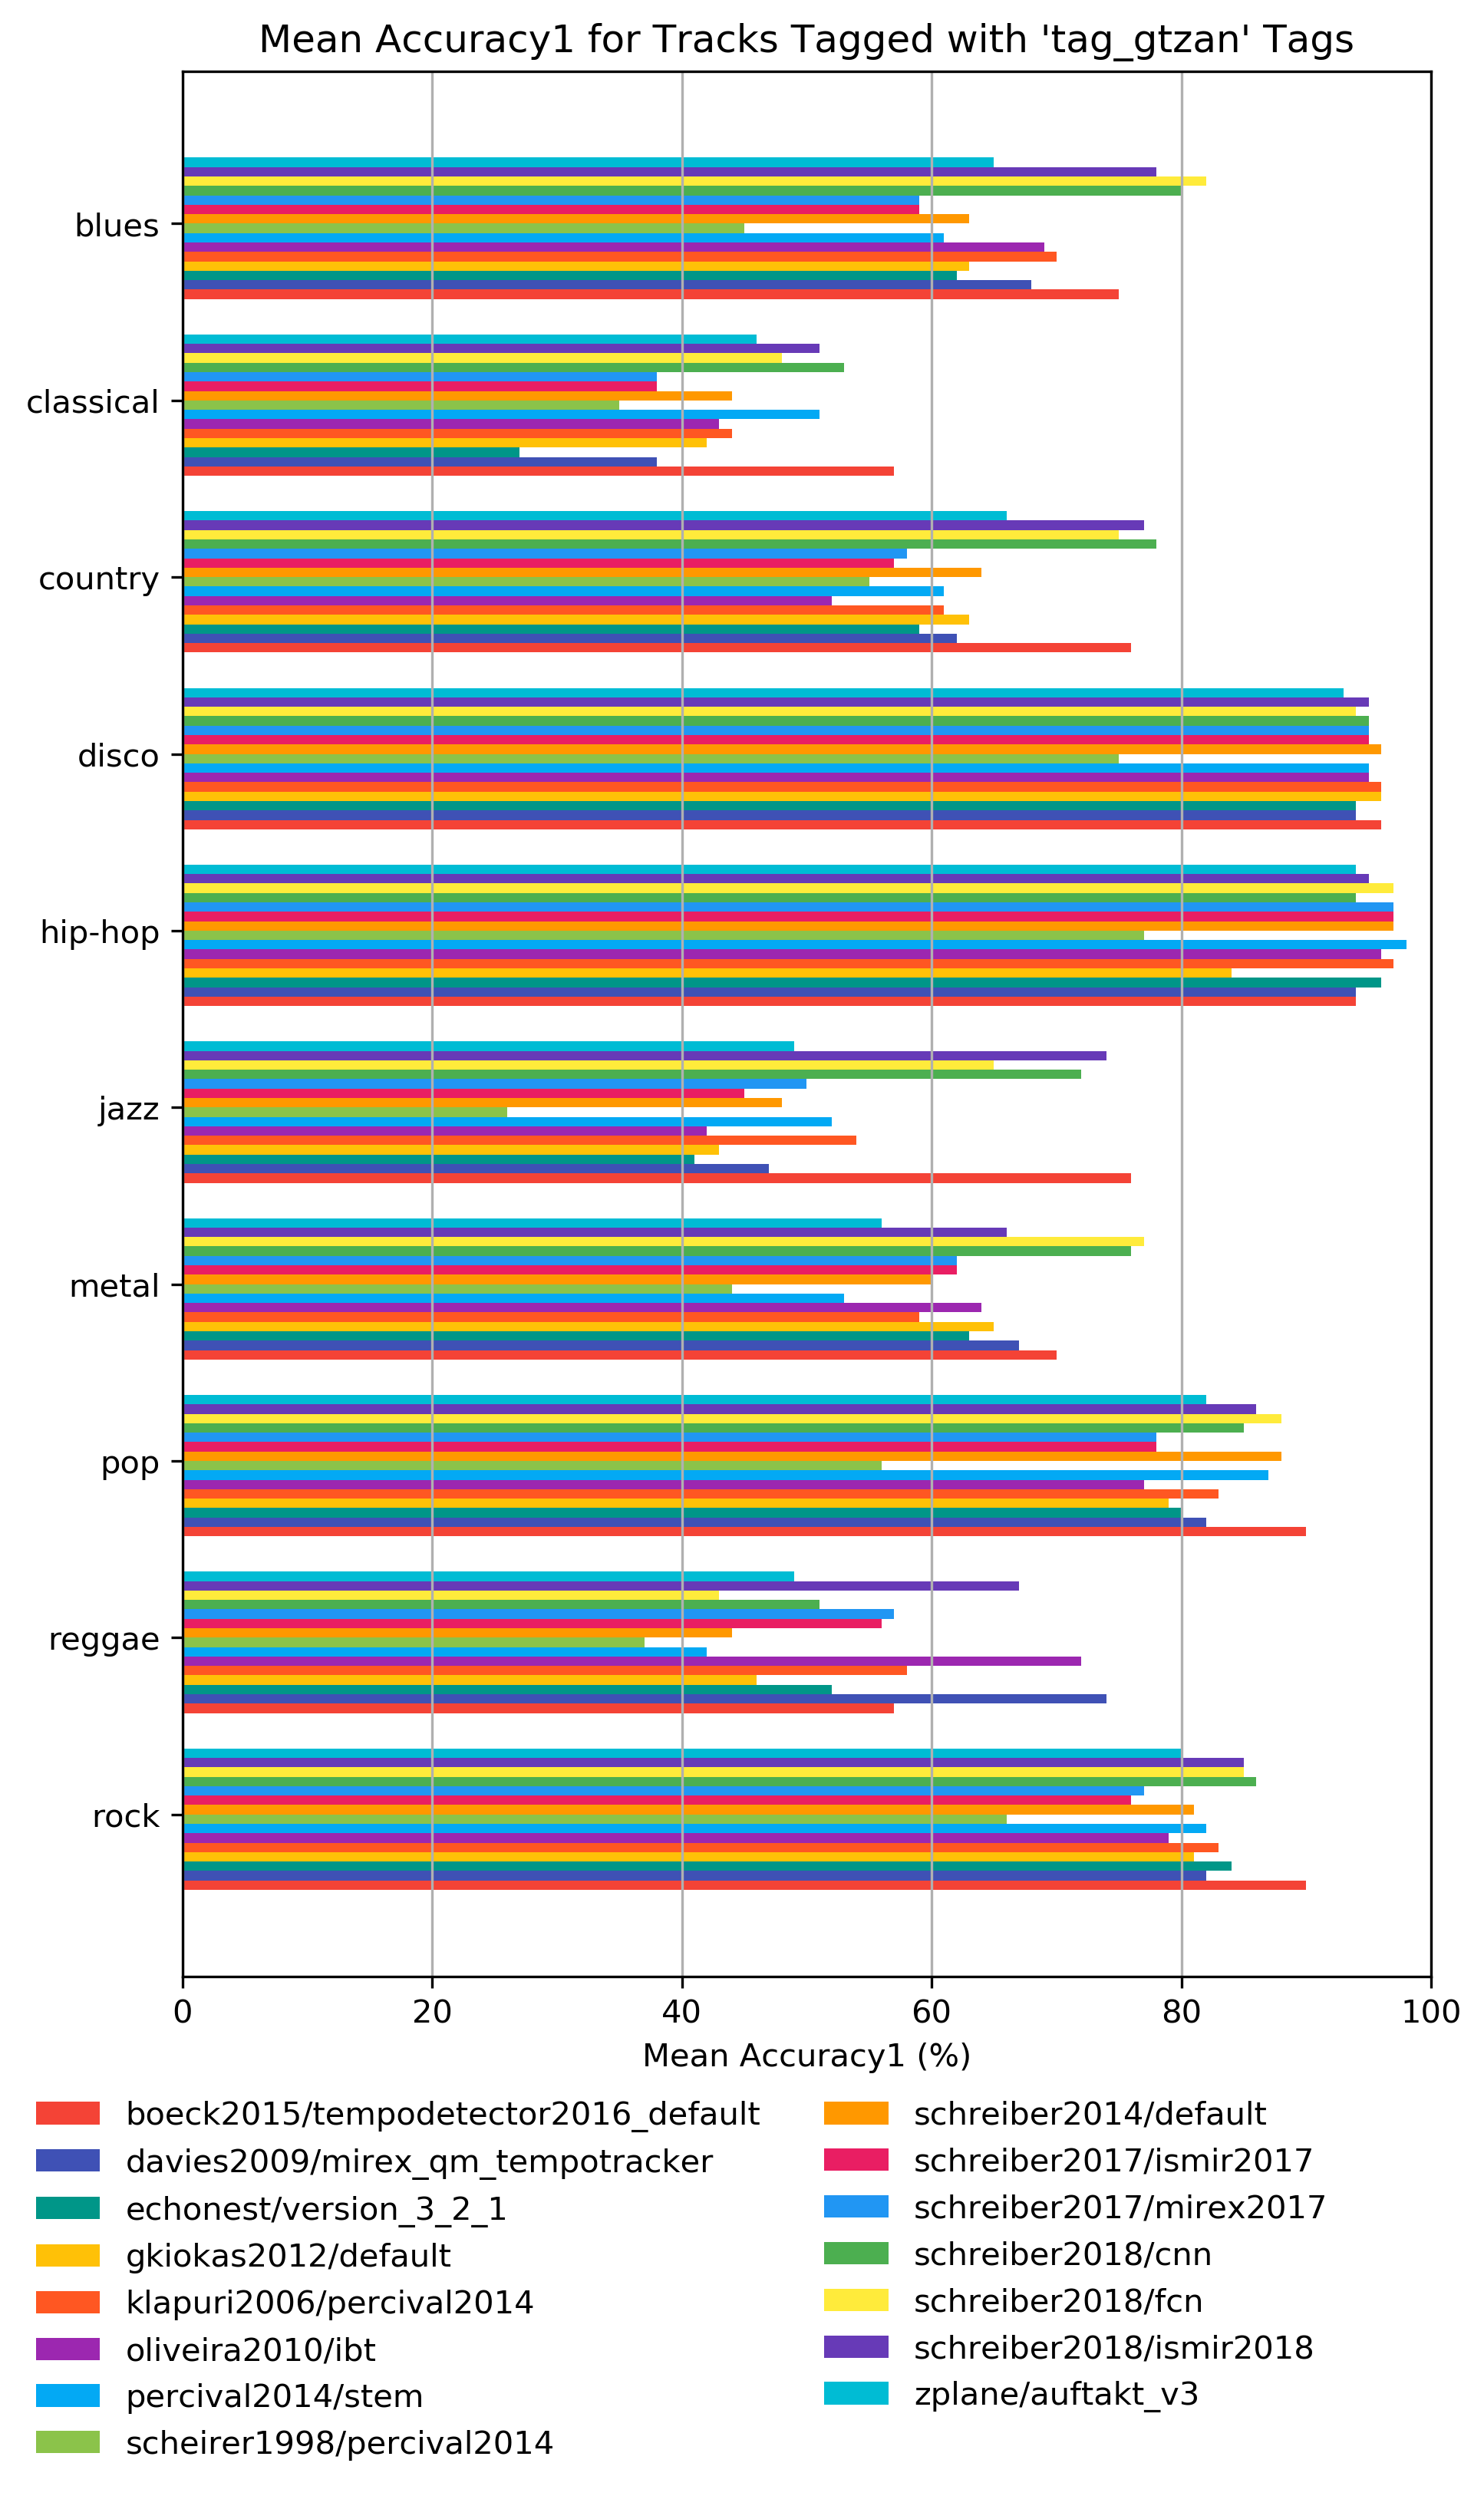 Mean Accuracy1 for Tracks Tagged with 'tag_gtzan' Tags
blues
classical
country
disco
hip-hop
jazz
metal
pop
reggae
rock
0 20 40 60 80 100
Mean Accuracy1 (%)
boeck2015/tempodetector2016_default
davies2009/mirex_qm_tempotracker
echonest/version_3_2_1
gkiokas2012/default
klapuri2006/percival2014
oliveira2010/ibt
percival2014/stem
scheirer1998/percival2014
schreiber2014/default
schreiber2017/ismir2017
schreiber2017/mirex2017
schreiber2018/cnn
schreiber2018/fcn
schreiber2018/ismir2018
zplane/auftakt_v3